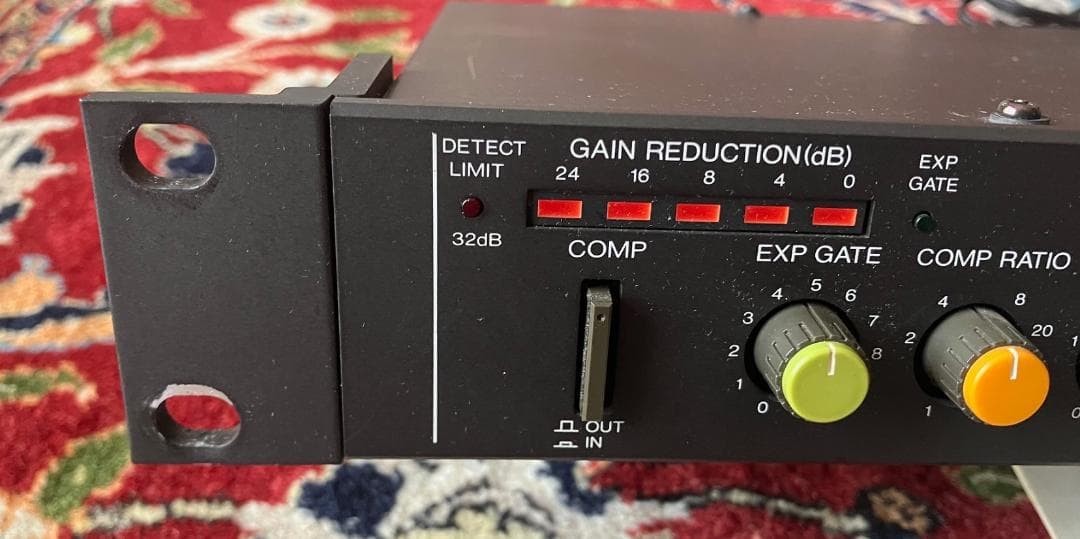 DETECT
LIMIT
32dB
GAIN REDUCTION(dB)
24 16 8 4 0
EXP
GATE
COMP
OUT
IN
EXP GATE
0 1 2 3 4 5 6 7 8
COMP RATIO
1 2 4 8 20